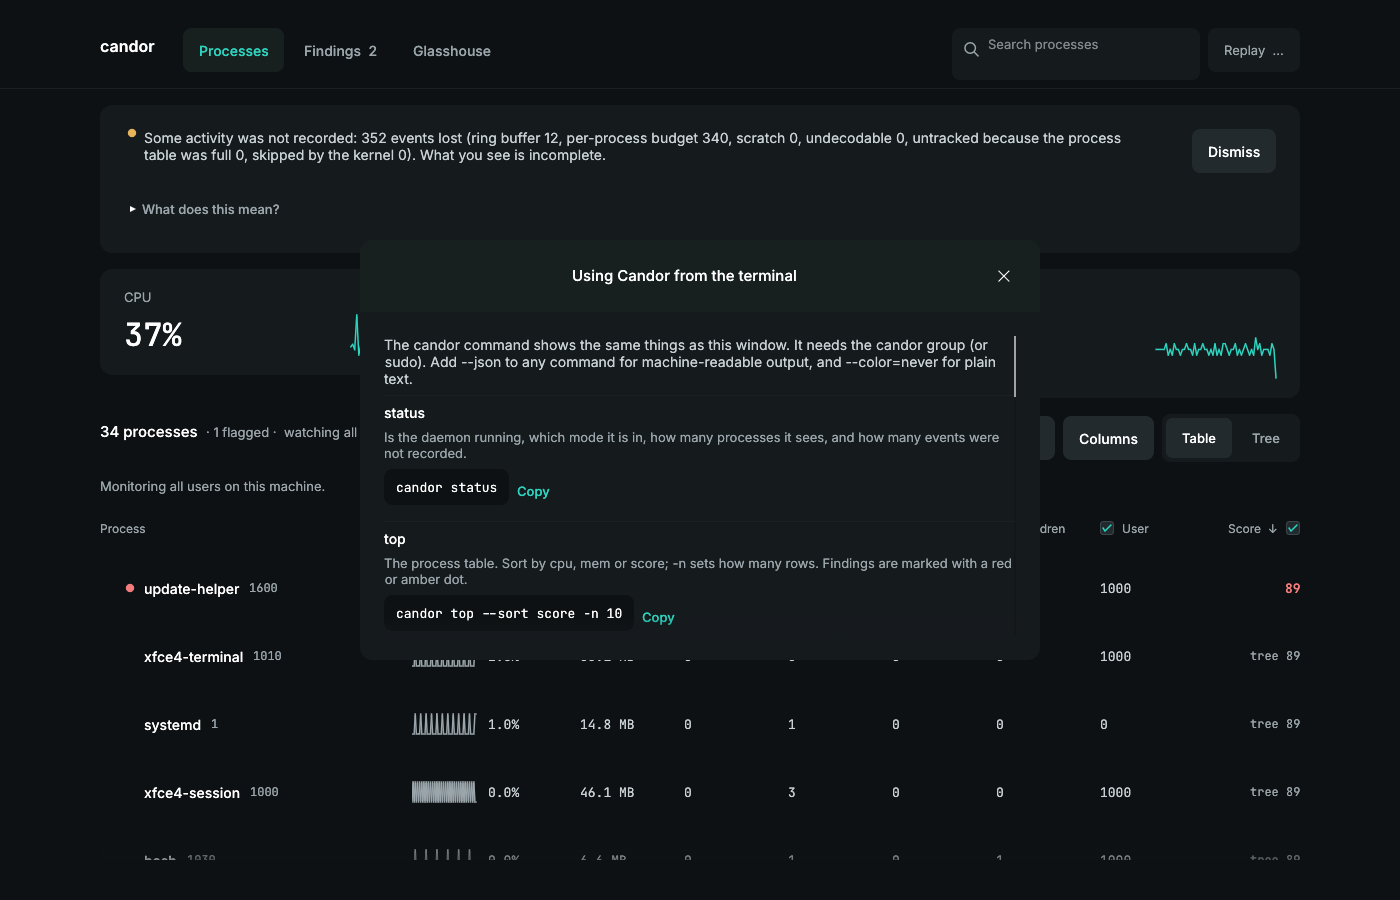 candor
Processes
Findings 2
Glasshouse
Search processes
Replay ...
Some activity was not recorded: 352 events lost (ring buffer 12, per-process budget 340, scratch 0, undecodable 0, untracked because the process
table was full 0, skipped by the kernel 0). What you see is incomplete.
Dismiss
What does this mean?
Using Candor from the terminal
CPU
37%
The candor command shows the same things as this window. It needs the candor group (or
sudo). Add --json to any command for machine-readable output, and --color=never for plain
text.
status
Is the daemon running, which mode it is in, how many processes it sees, and how many events were
not recorded.
candor status
Copy
top
The process table. Sort by cpu, mem or score; -n sets how many rows. Findings are marked with a red
or amber dot.
candor top --sort score -n 10
Copy
34 processes · 1 flagged · watching all
Columns
Table
Tree
Monitoring all users on this machine.
Process
dren
User
Score ↓
update-helper 1600 1000 89
xfce4-terminal 1010 1000 tree 89
systemd 1 1.0% 14.8 MB 0 1 0 0 0 tree 89
xfce4-session 1000 0.0% 46.1 MB 0 3 0 0 1000 tree 89